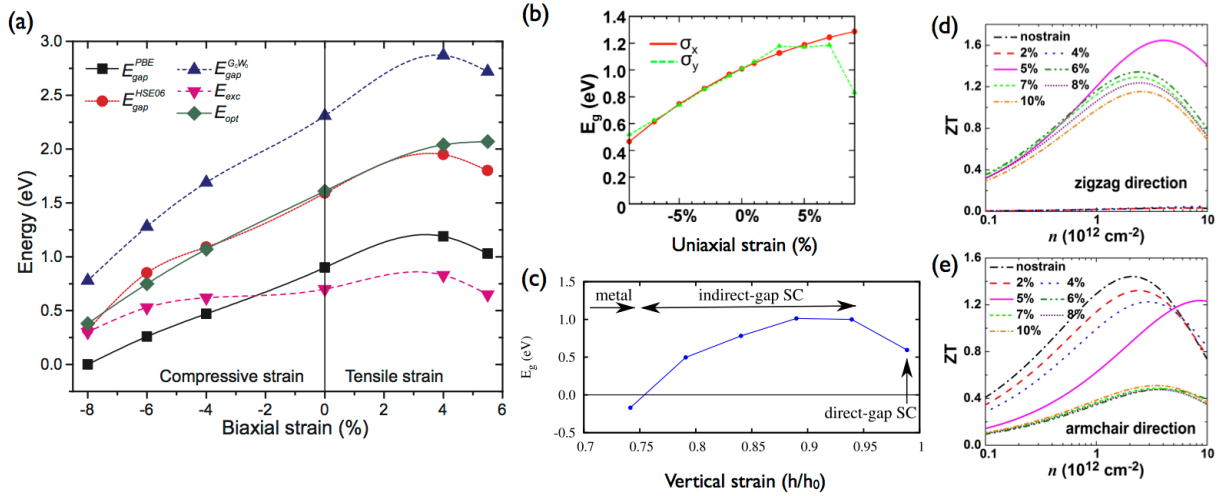 (a)
3.0
2.5
2.0
1.5
1.0
0.5
0.0
Energy (eV)
E_gap^PBE
E_gap^HSE06
E_gap^G₀W₀
E_exc
E_opt
Compressive strain
Tensile strain
-8 -6 -4 -2 0 2 4 6
Biaxial strain (%)
(b)
1.4
1.2
1.0
0.8
0.6
0.4
0.2
0
E_g (eV)
σ_x
σ_y
-5% 0% 5%
Uniaxial strain (%)
(c)
1.5
1.0
0.5
0.0
-0.5
E_g (eV)
metal
indirect-gap SC
direct-gap SC
0.7 0.75 0.8 0.85 0.9 0.95 1
Vertical strain (h/h₀)
(d)
nostrain
2% 4%
5% 6%
7% 8%
10%
1.6
1.2
0.8
0.4
0.0
ZT
zigzag direction
0.1 1 10
n (10¹² cm⁻²)
(e)
nostrain
2% 4%
5% 6%
7% 8%
10%
2.0
1.6
1.2
0.8
0.4
0.0
ZT
armchair direction
0.1 1 10
n (10¹² cm⁻²)